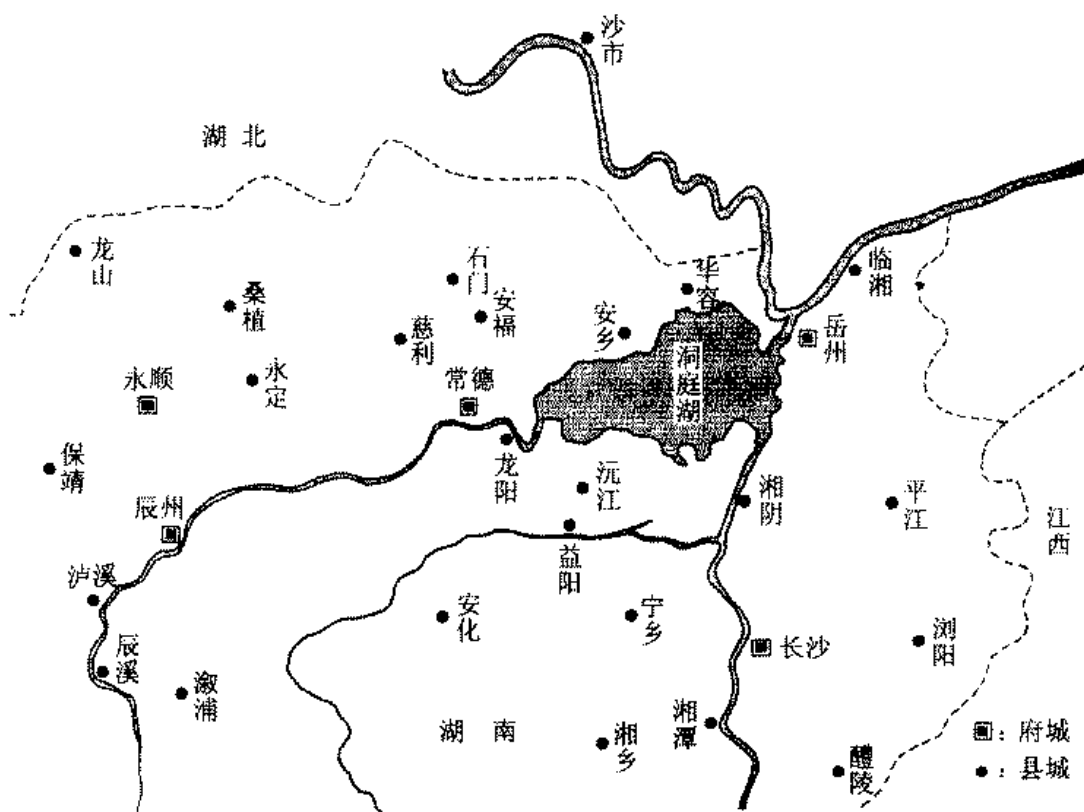 沙市
湖北
龙山
石门
华容
临湘
桑植
安福
安乡
岳州
慈利
洞庭湖
永定
永顺
常德
保靖
龙阳
沅江
湘阴
平江
江西
辰州
益阳
泸溪
安化
宁乡
长沙
浏阳
辰溪
溆浦
湖南
湘乡
湘潭
醴陵
：府城
：县城